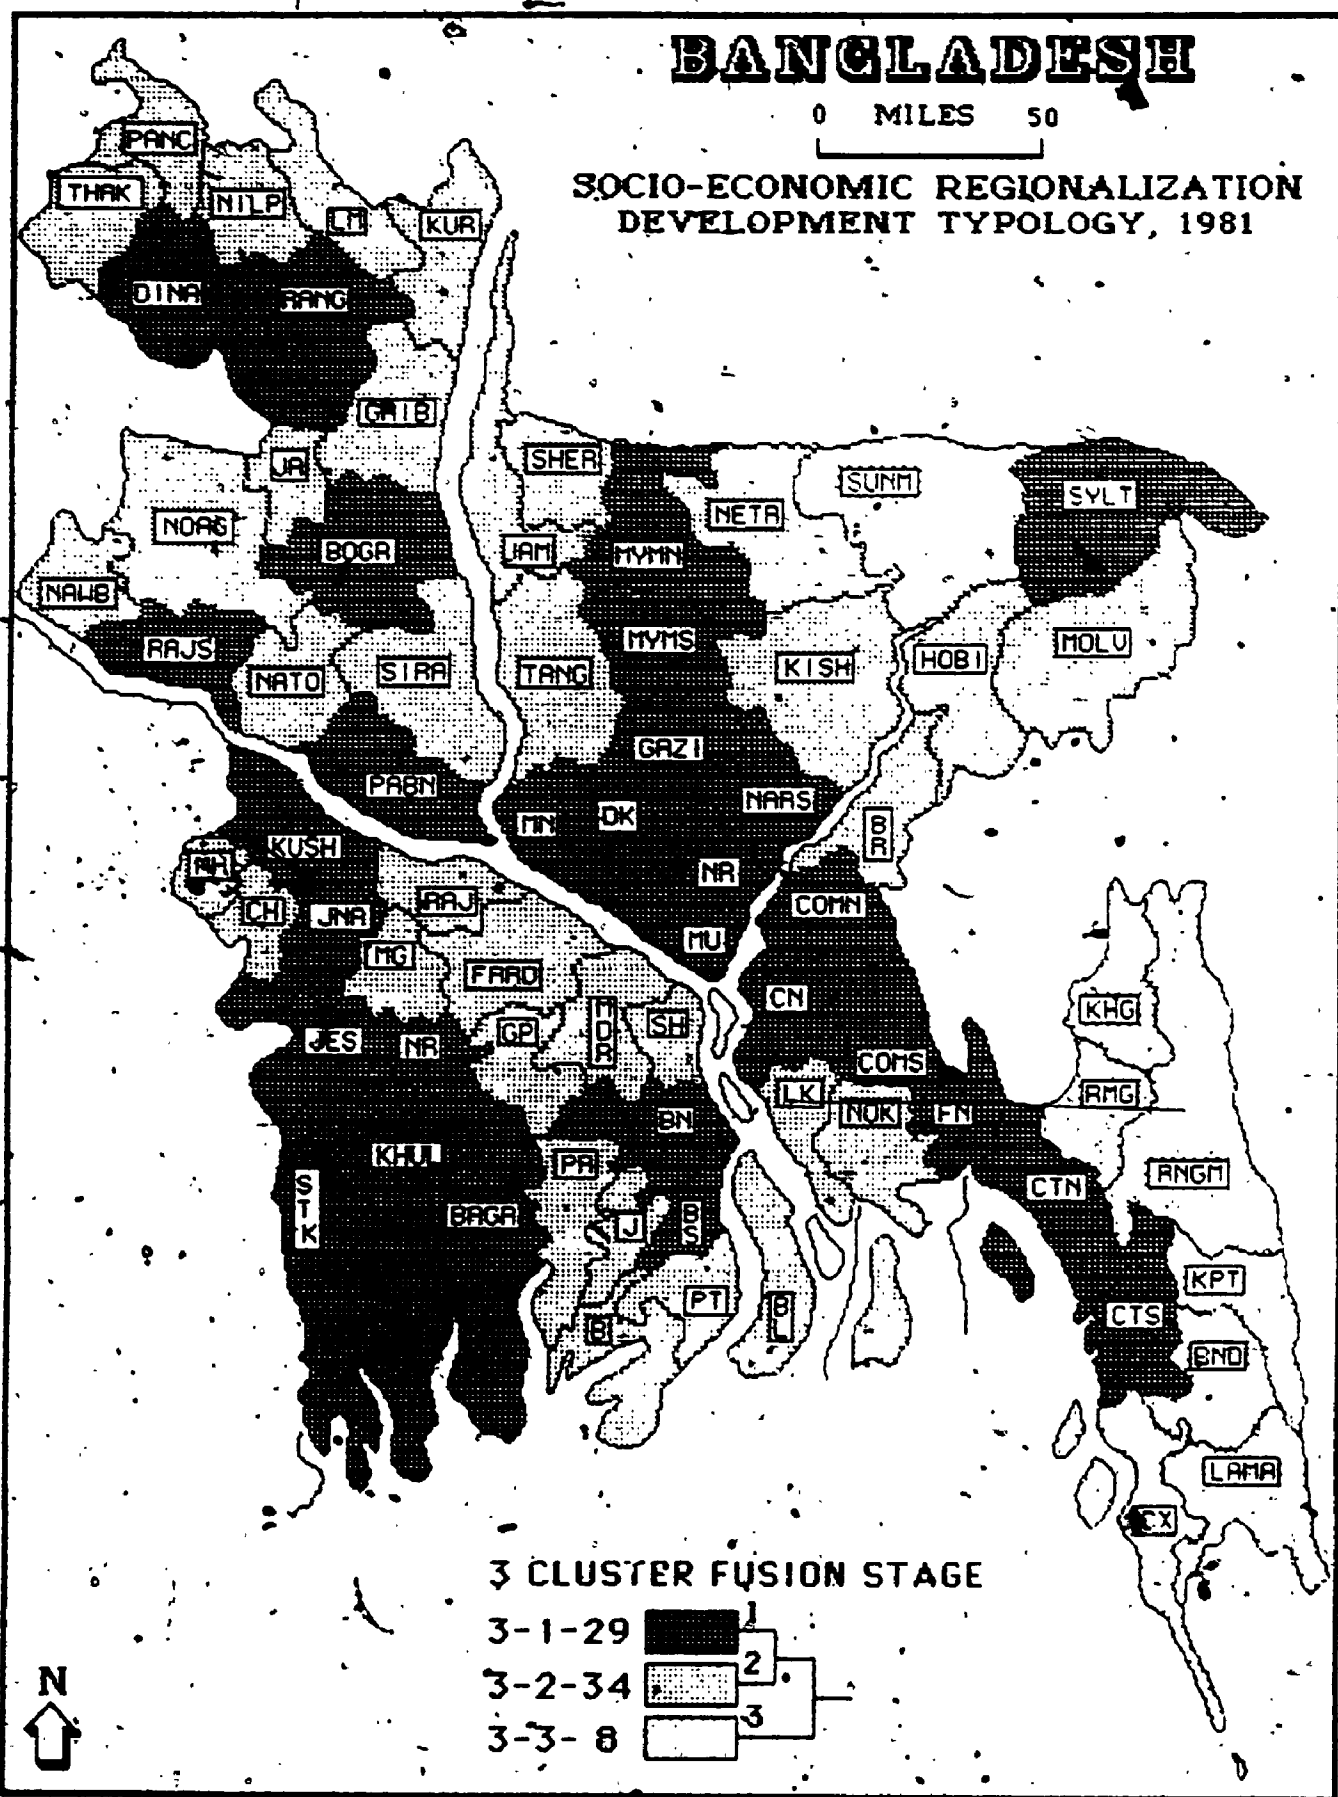 BANGLADESH
0 MILES 50
SOCIO-ECONOMIC REGIONALIZATION
DEVELOPMENT TYPOLOGY, 1981
PANC
THAK
NILP
LM
KUR
DINA
RANG
GAIB
JA
SHER
SUNM
SYLT
NOAG
NETR
BOGR
JAM
MYMN
NAWB
RAJS
MYMS
NATO
SIRA
TANG
KISH
HOBI
MOLV
GAZI
PABN
NARS
MN
DK
BR
KUSH
MH
NR
CH
JNA
RAJ
COMN
MU
MG
FARD
CN
KHG
GP
MDR
SH
JES
NR
COMS
LK
NOK
FN
RMG
BN
KHUL
PR
RNGM
CTN
STK
BAGR
J
BS
KPT
PT
BL
CTS
B
BND
LAMA
CX
3 CLUSTER FUSION STAGE
3-1-29 1
3-2-34 2
3-3- 8 3
N